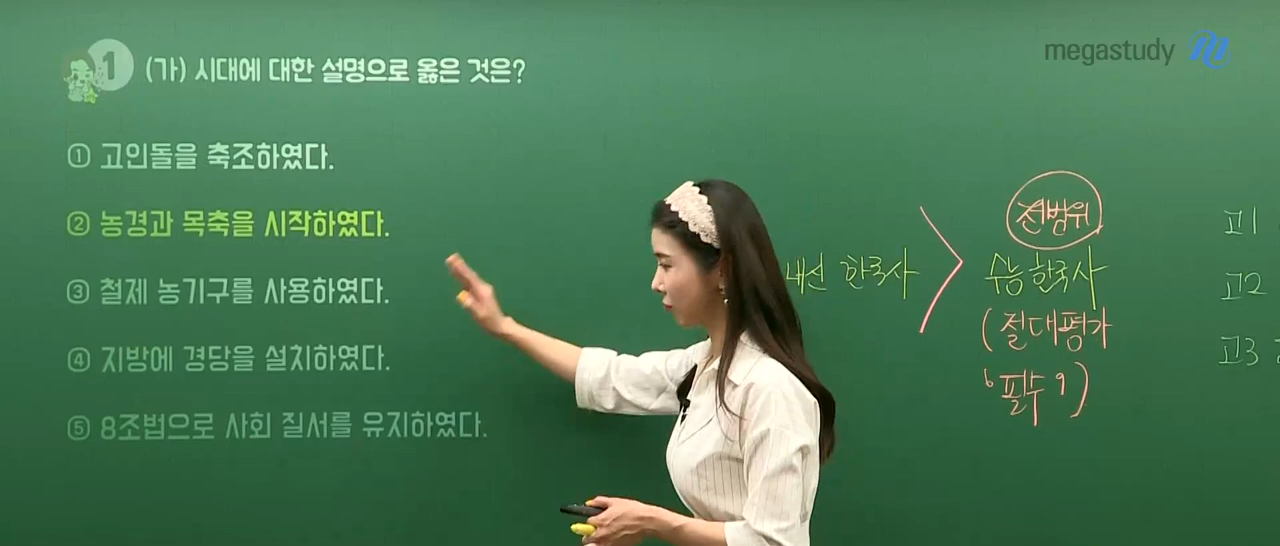 megastudy
1 (가) 시대에 대한 설명으로 옳은 것은?
① 고인돌을 축조하였다.
② 농경과 목축을 시작하였다.
③ 철제 농기구를 사용하였다.
④ 지방에 경당을 설치하였다.
⑤ 8조법으로 사회 질서를 유지하였다.
내신 한국사
전범위
수능 한국사
(절대평가
'필수')
고1
고2
고3